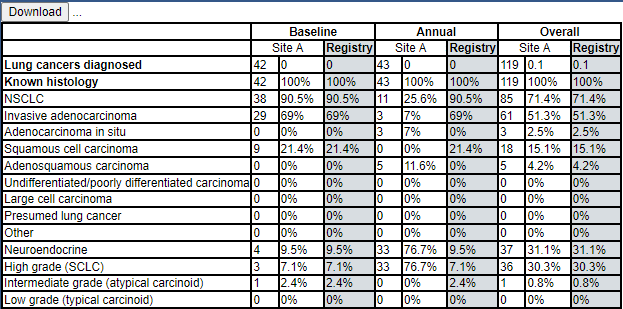 Download ...
Baseline Annual Overall
Site A Registry Site A Registry Site A Registry
Lung cancers diagnosed 42 0 0 43 0 0 119 0.1 0.1
Known histology 42 100% 100% 43 100% 100% 119 100% 100%
NSCLC 38 90.5% 90.5% 11 25.6% 90.5% 85 71.4% 71.4%
Invasive adenocarcinoma 29 69% 69% 3 7% 69% 61 51.3% 51.3%
Adenocarcinoma in situ 0 0% 0% 3 7% 0% 3 2.5% 2.5%
Squamous cell carcinoma 9 21.4% 21.4% 0 0% 21.4% 18 15.1% 15.1%
Adenosquamous carcinoma 0 0% 0% 5 11.6% 0% 5 4.2% 4.2%
Undifferentiated/poorly differentiated carcinoma 0 0% 0% 0 0% 0% 0 0% 0%
Large cell carcinoma 0 0% 0% 0 0% 0% 0 0% 0%
Presumed lung cancer 0 0% 0% 0 0% 0% 0 0% 0%
Other 0 0% 0% 0 0% 0% 0 0% 0%
Neuroendocrine 4 9.5% 9.5% 33 76.7% 9.5% 37 31.1% 31.1%
High grade (SCLC) 3 7.1% 7.1% 33 76.7% 7.1% 36 30.3% 30.3%
Intermediate grade (atypical carcinoid) 1 2.4% 2.4% 0 0% 2.4% 1 0.8% 0.8%
Low grade (typical carcinoid) 0 0% 0% 0 0% 0% 0 0% 0%